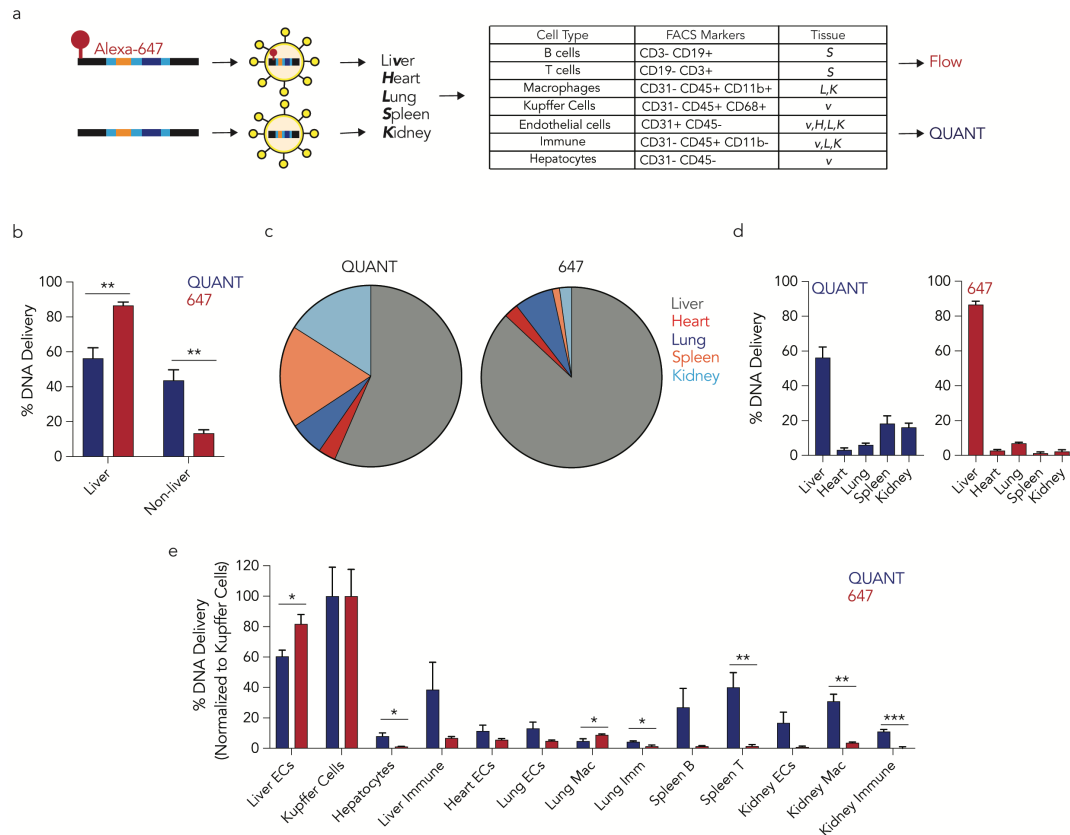 a
Alexa-647
Liver
Heart
Lung
Spleen
Kidney
Cell Type FACS Markers Tissue
B cells CD3- CD19+ S
T cells CD19- CD3+ S
Macrophages CD31- CD45+ CD11b+ L,K
Kupffer Cells CD31- CD45+ CD68+ v
Endothelial cells CD31+ CD45- v,H,L,K
Immune CD31- CD45+ CD11b- v,L,K
Hepatocytes CD31- CD45- v
Flow
QUANT
b
% DNA Delivery
100
80
60
40
20
0
**
**
QUANT
647
Liver
Non-liver
c
QUANT
647
Liver
Heart
Lung
Spleen
Kidney
d
% DNA Delivery
100
80
60
40
20
0
QUANT
Liver
Heart
Lung
Spleen
Kidney
100
80
60
40
20
0
647
Liver
Heart
Lung
Spleen
Kidney
e
% DNA Delivery
(Normalized to Kupffer Cells)
120
100
80
60
40
20
0
*
*
*
*
**
**
***
QUANT
647
Liver ECs
Kupffer Cells
Hepatocytes
Liver Immune
Heart ECs
Lung ECs
Lung Mac
Lung Imm
Spleen B
Spleen T
Kidney ECs
Kidney Mac
Kidney Immune